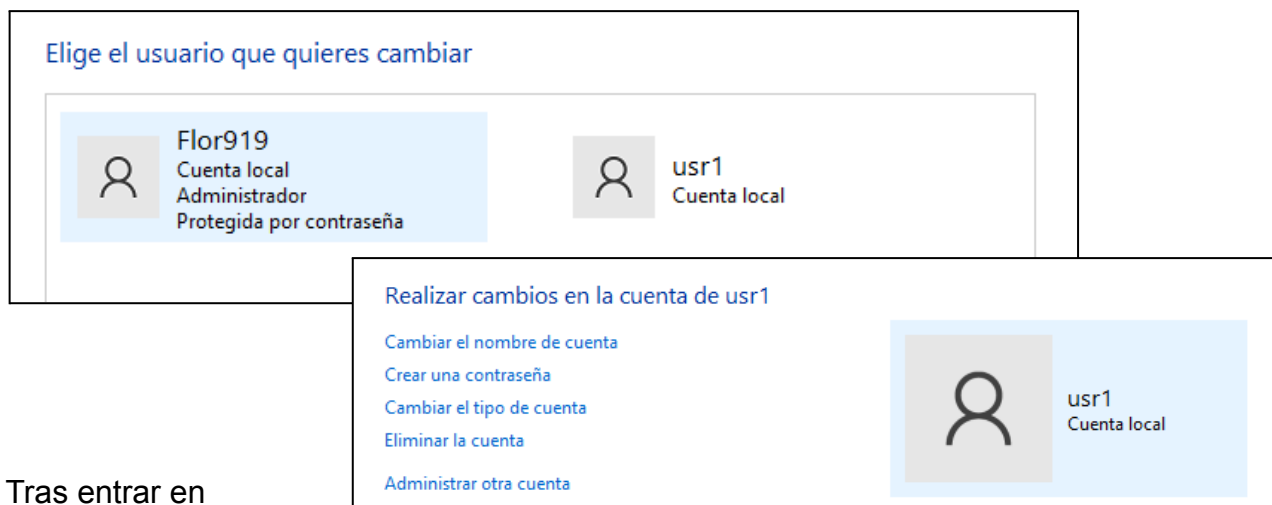 Elige el usuario que quieres cambiar
Flor919
Cuenta local
Administrador
Protegida por contraseña
usr1
Cuenta local
Realizar cambios en la cuenta de usr1
Cambiar el nombre de cuenta
Crear una contraseña
Cambiar el tipo de cuenta
Eliminar la cuenta
Administrar otra cuenta
usr1
Cuenta local
Tras entrar en